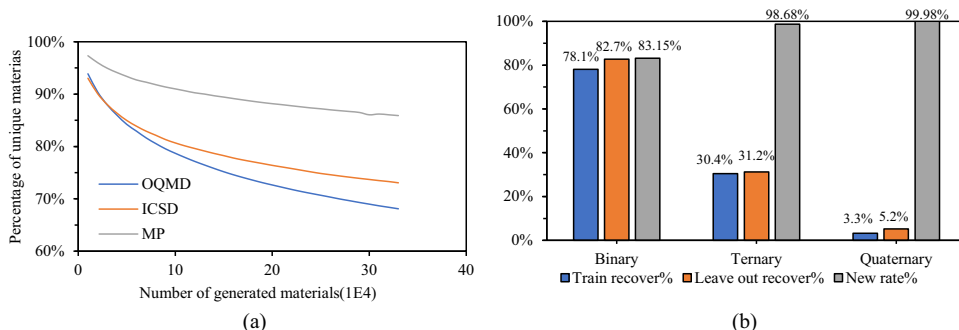 100%
90%
80%
70%
60%
Percentage of unique materias
OQMD
ICSD
MP
0 10 20 30 40
Number of generated materials(1E4)
(a)
100%
80%
60%
40%
20%
0%
78.1% 82.7% 83.15%
30.4% 31.2% 98.68%
3.3% 5.2% 99.98%
Binary Ternary Quaternary
Train recover% Leave out recover% New rate%
(b)